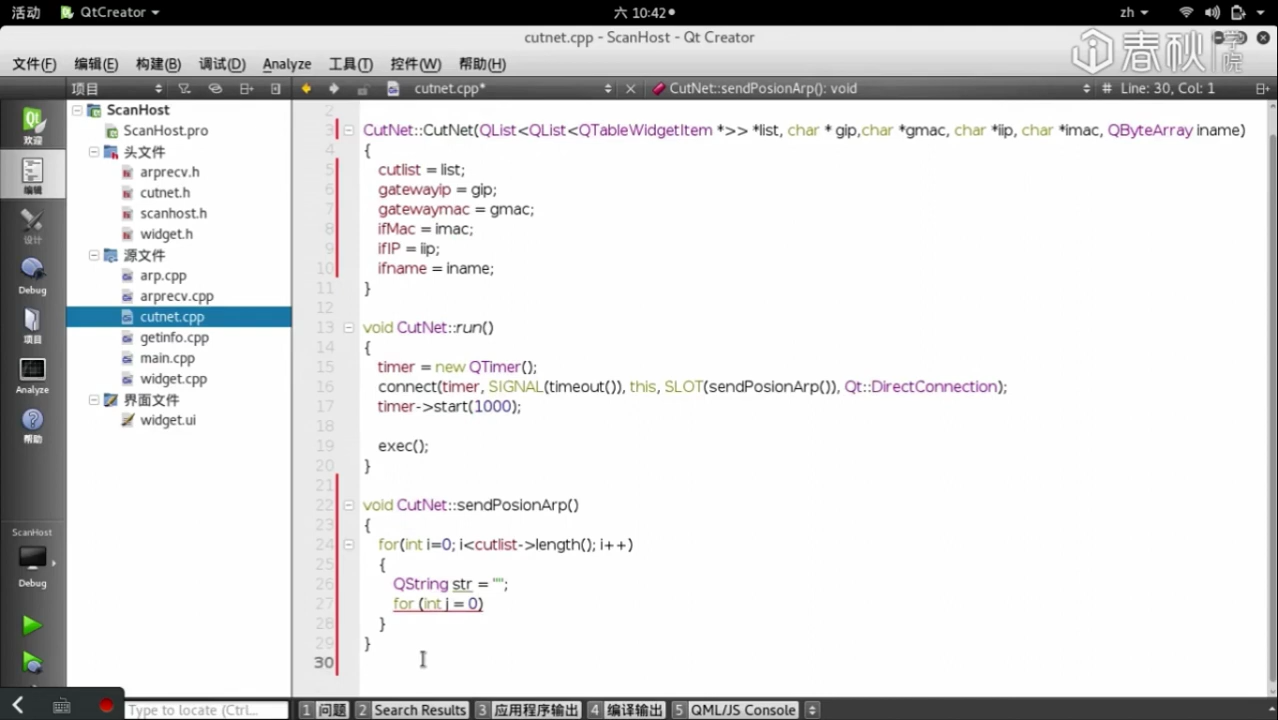 活动 QtCreator 六 10:42 zh
cutnet.cpp - ScanHost - Qt Creator
春秋学院
文件(F) 编辑(E) 构建(B) 调试(D) Analyze 工具(T) 控件(W) 帮助(H)
项目 cutnet.cpp* CutNet::sendPosionArp(): void # Line: 30, Col: 1
欢迎
编辑
设计
Debug
项目
Analyze
帮助
ScanHost
Debug
ScanHost
ScanHost.pro
头文件
arprecv.h
cutnet.h
scanhost.h
widget.h
源文件
arp.cpp
arprecv.cpp
cutnet.cpp
getinfo.cpp
main.cpp
widget.cpp
界面文件
widget.ui
2
3 CutNet::CutNet(QList<QList<QTableWidgetItem *>> *list, char * gip,char *gmac, char *iip, char *imac, QByteArray iname)
4 {
5 cutlist = list;
6 gatewayip = gip;
7 gatewaymac = gmac;
8 ifMac = imac;
9 ifIP = iip;
10 ifname = iname;
11 }
12
13 void CutNet::run()
14 {
15 timer = new QTimer();
16 connect(timer, SIGNAL(timeout()), this, SLOT(sendPosionArp()), Qt::DirectConnection);
17 timer->start(1000);
18
19 exec();
20 }
21
22 void CutNet::sendPosionArp()
23 {
24 for(int i=0; i<cutlist->length(); i++)
25 {
26 QString str = "";
27 for (int j = 0)
28 }
29 }
30
Type to locate (Ctrl... 1 问题 2 Search Results 3 应用程序输出 4 编译输出 5 QML/JS Console